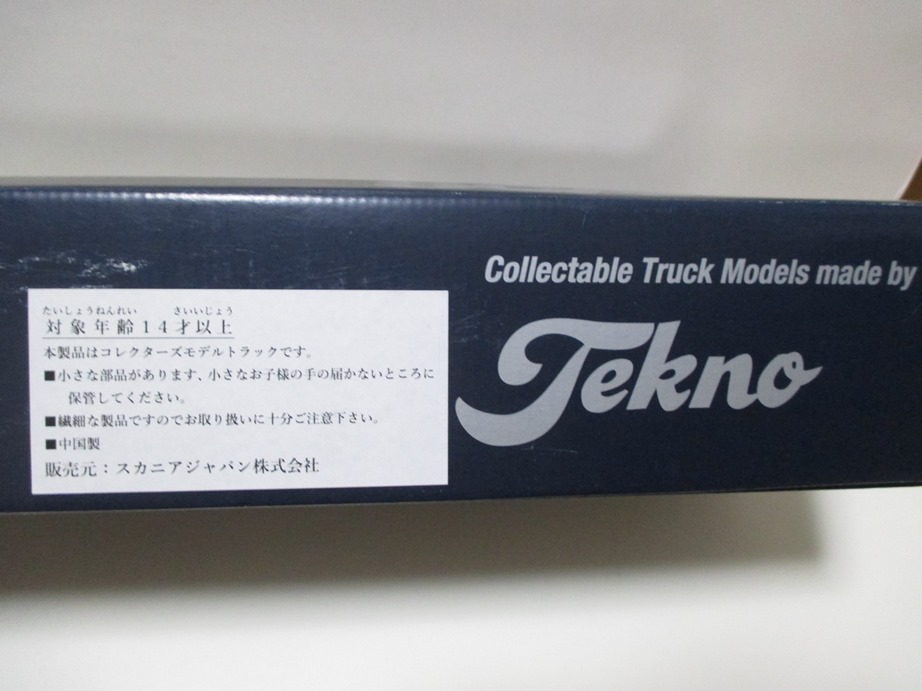 たいしょうねんれい さいいじょう
対象年齢14才以上
本製品はコレクターズモデルトラックです。
■小さな部品があります、小さなお子様の手の届かないところに
保管してください。
■繊細な製品ですのでお取り扱いに十分ご注意下さい。
■中国製
販売元：スカニアジャパン株式会社
Collectable Truck Models made by
Tekno